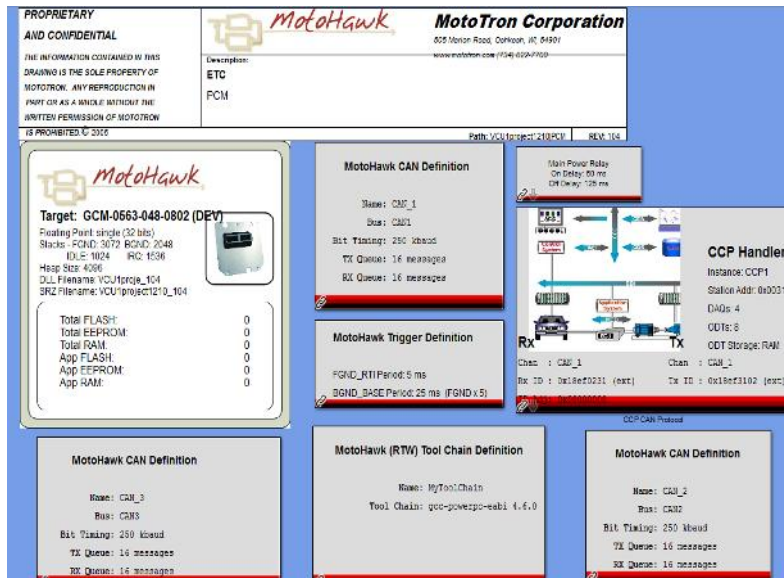 PROPRIETARY
AND CONFIDENTIAL
THE INFORMATION CONTAINED IN THIS
DRAWING IS THE SOLE PROPERTY OF
MOTOTRON. ANY REPRODUCTION IN
PART OR AS A WHOLE WITHOUT THE
WRITTEN PERMISSION OF MOTOTRON
IS PROHIBITED.© 2005
MotoHawk
MotoTron Corporation
Description:
ETC
PCM
Path: VCU1project1210/PCM
REV: 104
MotoHawk
Target: GCM-0563-048-0802 (DEV)
Floating Point: single (32 bits)
Stacks - FGND: 3072 BGND: 2048
IDLE: 1024 IRQ: 1536
Heap Size: 4096
DLL Filename: VCU1proje_104
SRZ Filename: VCU1project1210_104
Total FLASH: 0
Total EEPROM: 0
Total RAM: 0
App FLASH: 0
App EEPROM: 0
App RAM: 0
MotoHawk CAN Definition
Name: CAN_1
Bus: CAN1
Bit Timing: 250 kbaud
TX Queue: 16 messages
RX Queue: 16 messages
Main Power Relay
On Delay: 50 ms
Off Delay: 125 ms
CCP Handler
Instance: CCP1
DAQs: 4
ODTs: 8
ODT Storage: RAM
Rx
Tx
Chan : CAN_1
Chan : CAN_1
Rx ID : 0x18ef0231 (ext)
Tx ID : 0x18ef3102 (ext)
CCP CAN Protocol
MotoHawk Trigger Definition
FGND_RTI Period: 5 ms
BGND_BASE Period: 25 ms (FGND x 5)
MotoHawk CAN Definition
Name: CAN_3
Bus: CAN3
Bit Timing: 250 kbaud
TX Queue: 16 messages
RX Queue: 16 messages
MotoHawk (RTW) Tool Chain Definition
Name: MyToolChain
Tool Chain: gcc-powerpc-eabi 4.6.0
MotoHawk CAN Definition
Name: CAN_2
Bus: CAN2
Bit Timing: 250 kbaud
TX Queue: 16 messages
RX Queue: 16 messages